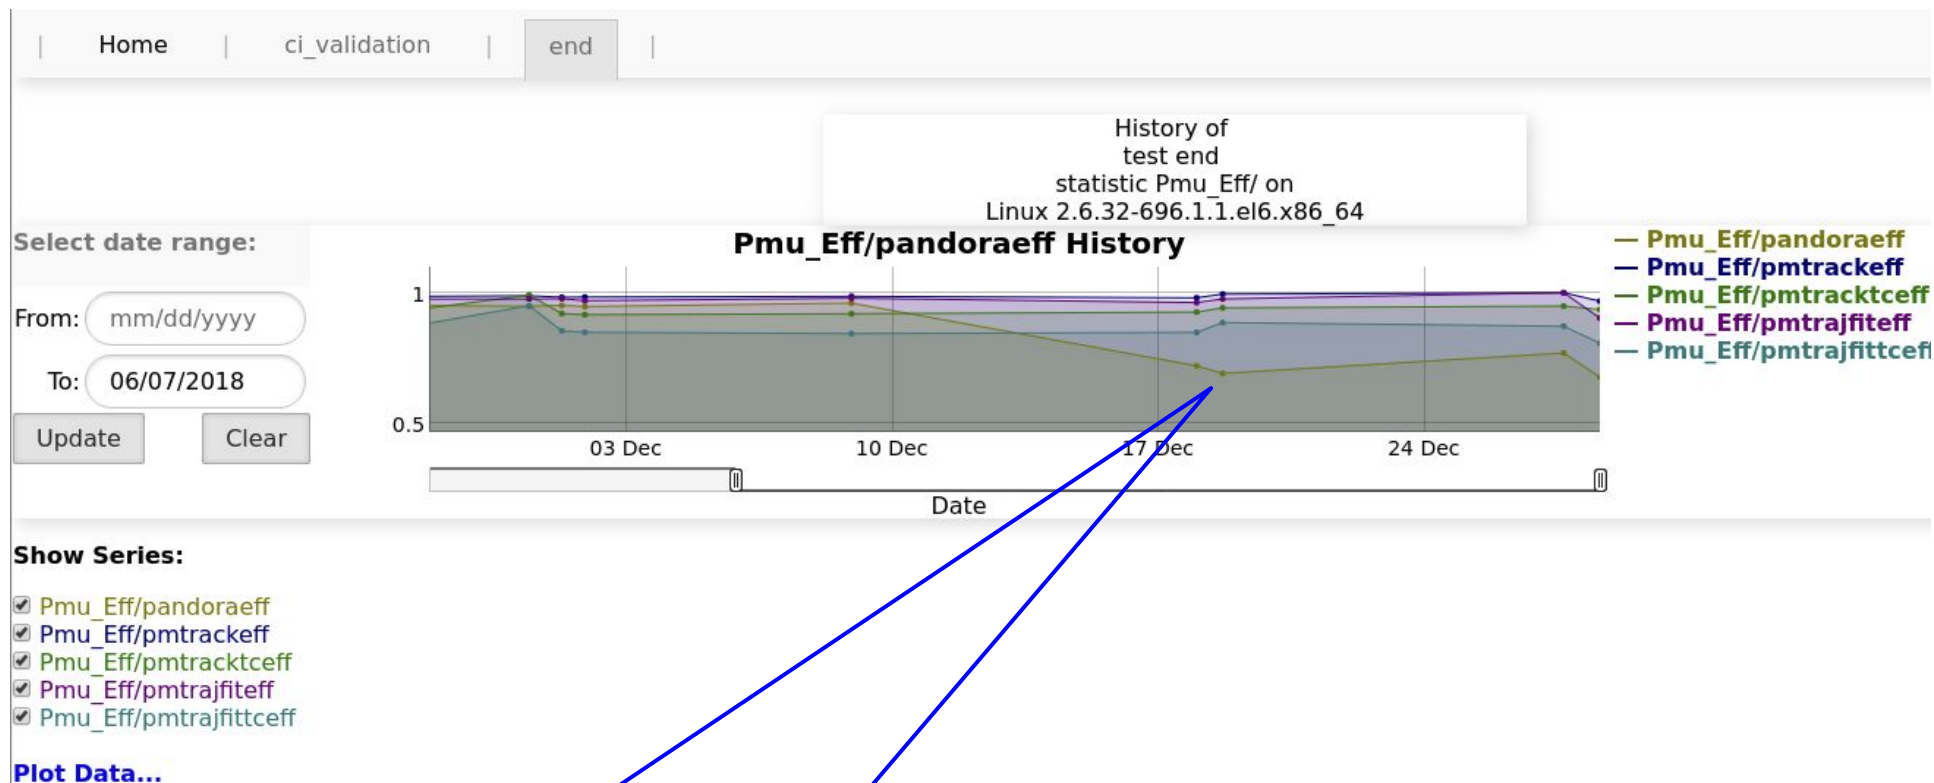 | Home | ci_validation | end |
History of
test end
statistic Pmu_Eff/ on
Linux 2.6.32-696.1.1.el6.x86_64
Select date range:
From: mm/dd/yyyy
To: 06/07/2018
Update Clear
Pmu_Eff/pandoraeff History
1
0.5
03 Dec 10 Dec 17 Dec 24 Dec
Date
Pmu_Eff/pandoraeff
Pmu_Eff/pmtrackeff
Pmu_Eff/pmtracktceff
Pmu_Eff/pmtrajfiteff
Pmu_Eff/pmtrajfittceff
Show Series:
Pmu_Eff/pandoraeff
Pmu_Eff/pmtrackeff
Pmu_Eff/pmtracktceff
Pmu_Eff/pmtrajfiteff
Pmu_Eff/pmtrajfittceff
Plot Data...